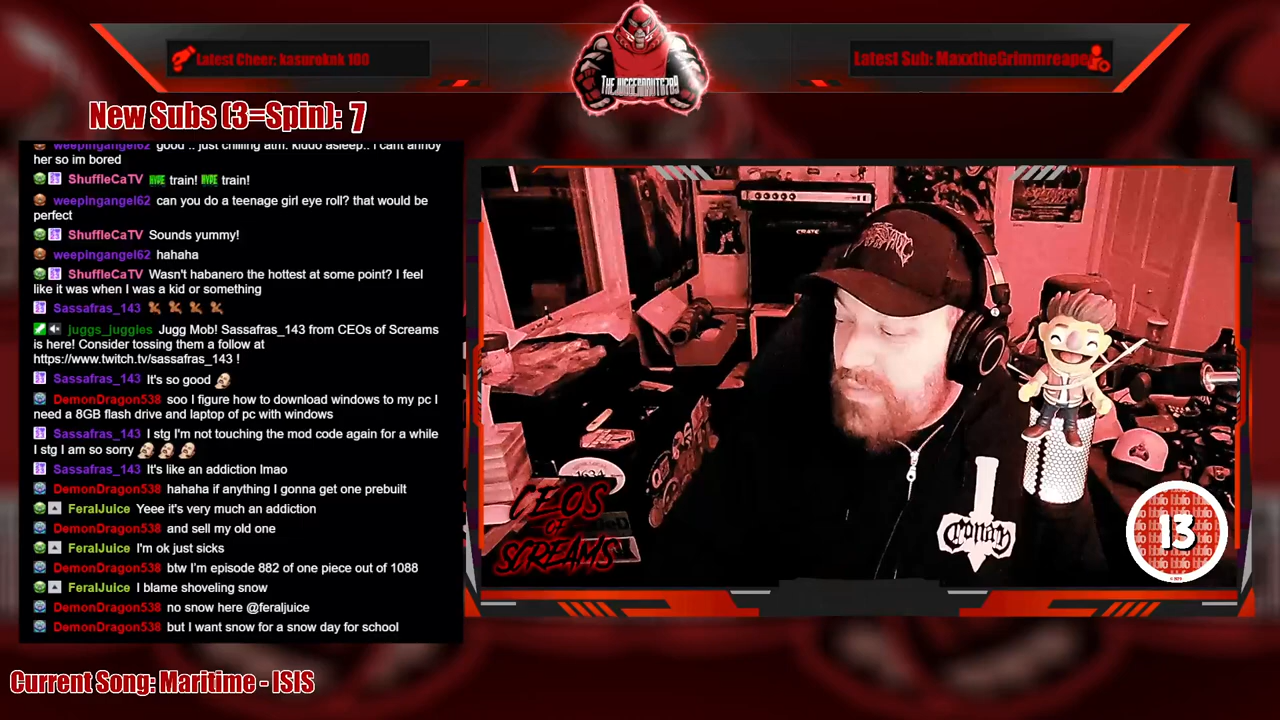 Latest Cheer: kasuroknk 100
THEJUGGERNAUT6789
Latest Sub: MaxxtheGrimmreape
New Subs (3=Spin): 7
weepingangel62 good .. just chilling atm. kiddo asleep.. i cant annoy
her so im bored
ShuffleCaTV HYPE train! HYPE train!
weepingangel62 can you do a teenage girl eye roll? that would be
perfect
ShuffleCaTV Sounds yummy!
weepingangel62 hahaha
ShuffleCaTV Wasn't habanero the hottest at some point? I feel
like it was when I was a kid or something
Sassafras_143
juggs_juggies Jugg Mob! Sassafras_143 from CEOs of Screams
is here! Consider tossing them a follow at
https://www.twitch.tv/sassafras_143 !
Sassafras_143 It's so good
DemonDragon538 soo I figure how to download windows to my pc I
need a 8GB flash drive and laptop of pc with windows
Sassafras_143 I stg I'm not touching the mod code again for a while
I stg I am so sorry
Sassafras_143 It's like an addiction lmao
DemonDragon538 hahaha if anything I gonna get one prebuilt
FeralJuice Yeee it's very much an addiction
DemonDragon538 and sell my old one
FeralJuice I'm ok just sicks
DemonDragon538 btw I'm episode 882 of one piece out of 1088
FeralJuice I blame shoveling snow
DemonDragon538 no snow here @feraljuice
DemonDragon538 but I want snow for a snow day for school
CRATE
CEOS
OF
SCREAMS
CONAN
13
Current Song: Maritime - ISIS